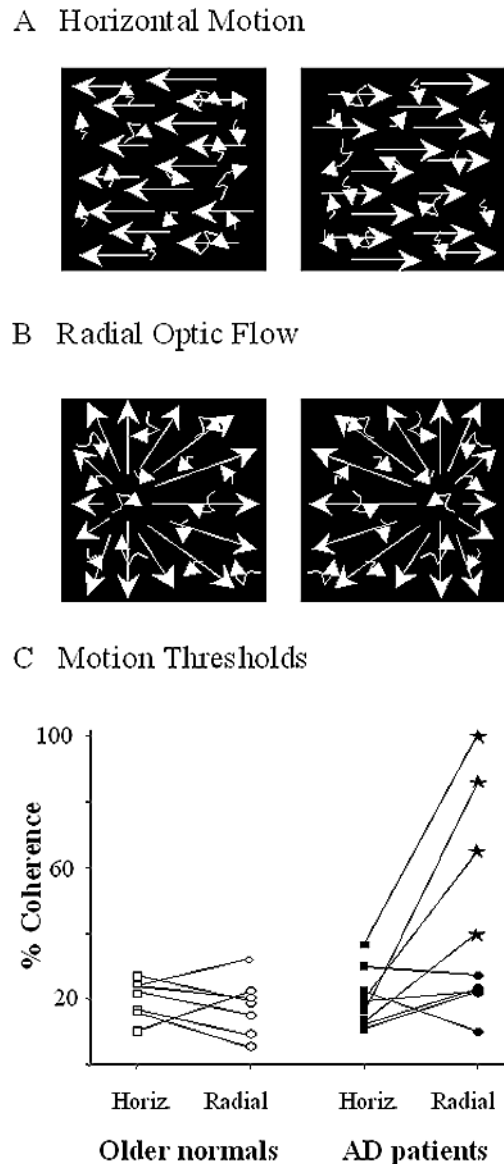 A Horizontal Motion
B Radial Optic Flow
C Motion Thresholds
100
60
20
% Coherence
Horiz. Radial Horiz. Radial
Older normals AD patients